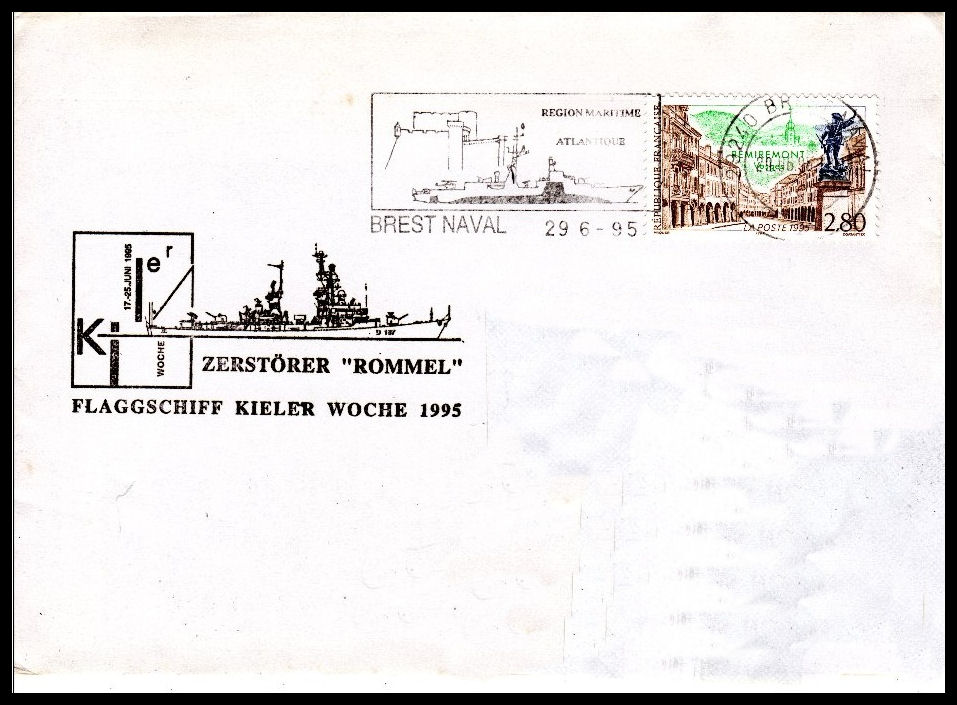 REGION MARITIME
ATLANTIQUE
BREST NAVAL 29 6-95
RÉPUBLIQUE FRANÇAISE
REMIREMONT
LA POSTE 1995
2,80
Kieler
17.-25.JUNI 1995
WOCHE
D 187
ZERSTÖRER "ROMMEL"
FLAGGSCHIFF KIELER WOCHE 1995